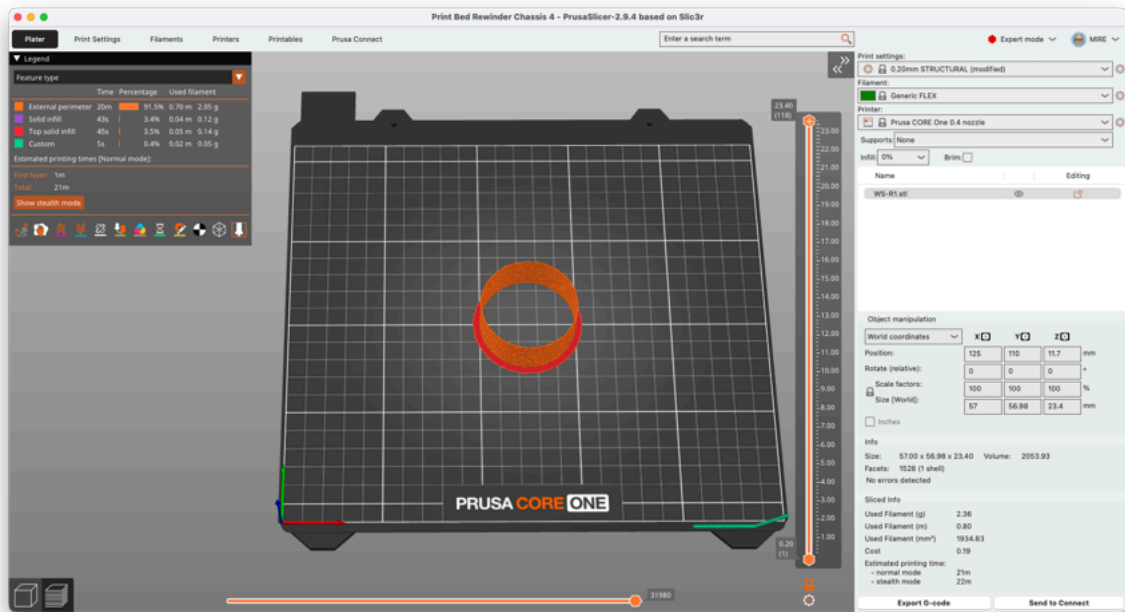 Print Bed Rewinder Chassis 4 - PrusaSlicer-2.9.4 based on Slic3r
Plater Print Settings Filaments Printers Printables Prusa Connect Enter a search term Expert mode MIRE
Legend
Feature type
Time Percentage Used filament
External perimeter 20m 91.5% 0.70 m 2.05 g
Solid infill 43s 3.4% 0.04 m 0.12 g
Top solid infill 45s 3.5% 0.05 m 0.14 g
Custom 5s 0.4% 0.02 m 0.05 g
Estimated printing times [Normal mode]:
First layer: 1m
Total: 21m
Show stealth mode
PRUSA CORE ONE
23.40
(118)
23.00
22.00
21.00
20.00
19.00
18.00
17.00
16.00
15.00
14.00
13.00
12.00
11.00
10.00
9.00
8.00
7.00
6.00
5.00
4.00
3.00
2.00
1.00
0.20
(1)
31980
Print settings:
0.20mm STRUCTURAL (modified)
Filament:
Generic FLEX
Printer:
Prusa CORE One 0.4 nozzle
Supports: None
Infill: 0% Brim:
Name Editing
WS-R1.stl
Object manipulation
World coordinates X Y Z
Position: 125 110 11.7 mm
Rotate (relative): 0 0 0 °
Scale factors: 100 100 100 %
Size [World]: 57 56.98 23.4 mm
Inches
Info
Size: 57.00 x 56.98 x 23.40 Volume: 2053.93
Facets: 1528 (1 shell)
No errors detected
Sliced Info
Used Filament (g) 2.36
Used Filament (m) 0.80
Used Filament (mm³) 1934.83
Cost 0.19
Estimated printing time:
- normal mode 21m
- stealth mode 22m
Export G-code Send to Connect